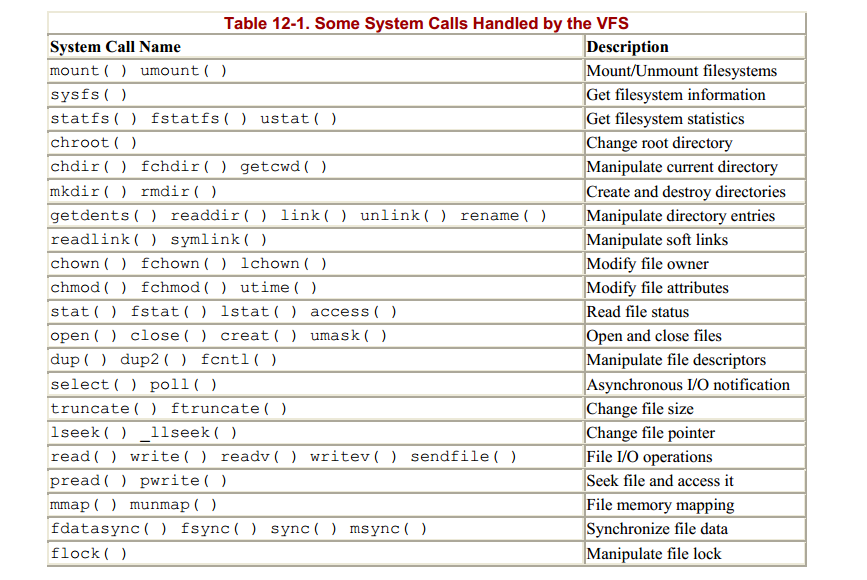 Table 12-1. Some System Calls Handled by the VFS
System Call Name Description
mount( ) umount( ) Mount/Unmount filesystems
sysfs( ) Get filesystem information
statfs( ) fstatfs( ) ustat( ) Get filesystem statistics
chroot( ) Change root directory
chdir( ) fchdir( ) getcwd( ) Manipulate current directory
mkdir( ) rmdir( ) Create and destroy directories
getdents( ) readdir( ) link( ) unlink( ) rename( ) Manipulate directory entries
readlink( ) symlink( ) Manipulate soft links
chown( ) fchown( ) lchown( ) Modify file owner
chmod( ) fchmod( ) utime( ) Modify file attributes
stat( ) fstat( ) lstat( ) access( ) Read file status
open( ) close( ) creat( ) umask( ) Open and close files
dup( ) dup2( ) fcntl( ) Manipulate file descriptors
select( ) poll( ) Asynchronous I/O notification
truncate( ) ftruncate( ) Change file size
lseek( ) _llseek( ) Change file pointer
read( ) write( ) readv( ) writev( ) sendfile( ) File I/O operations
pread( ) pwrite( ) Seek file and access it
mmap( ) munmap( ) File memory mapping
fdatasync( ) fsync( ) sync( ) msync( ) Synchronize file data
flock( ) Manipulate file lock